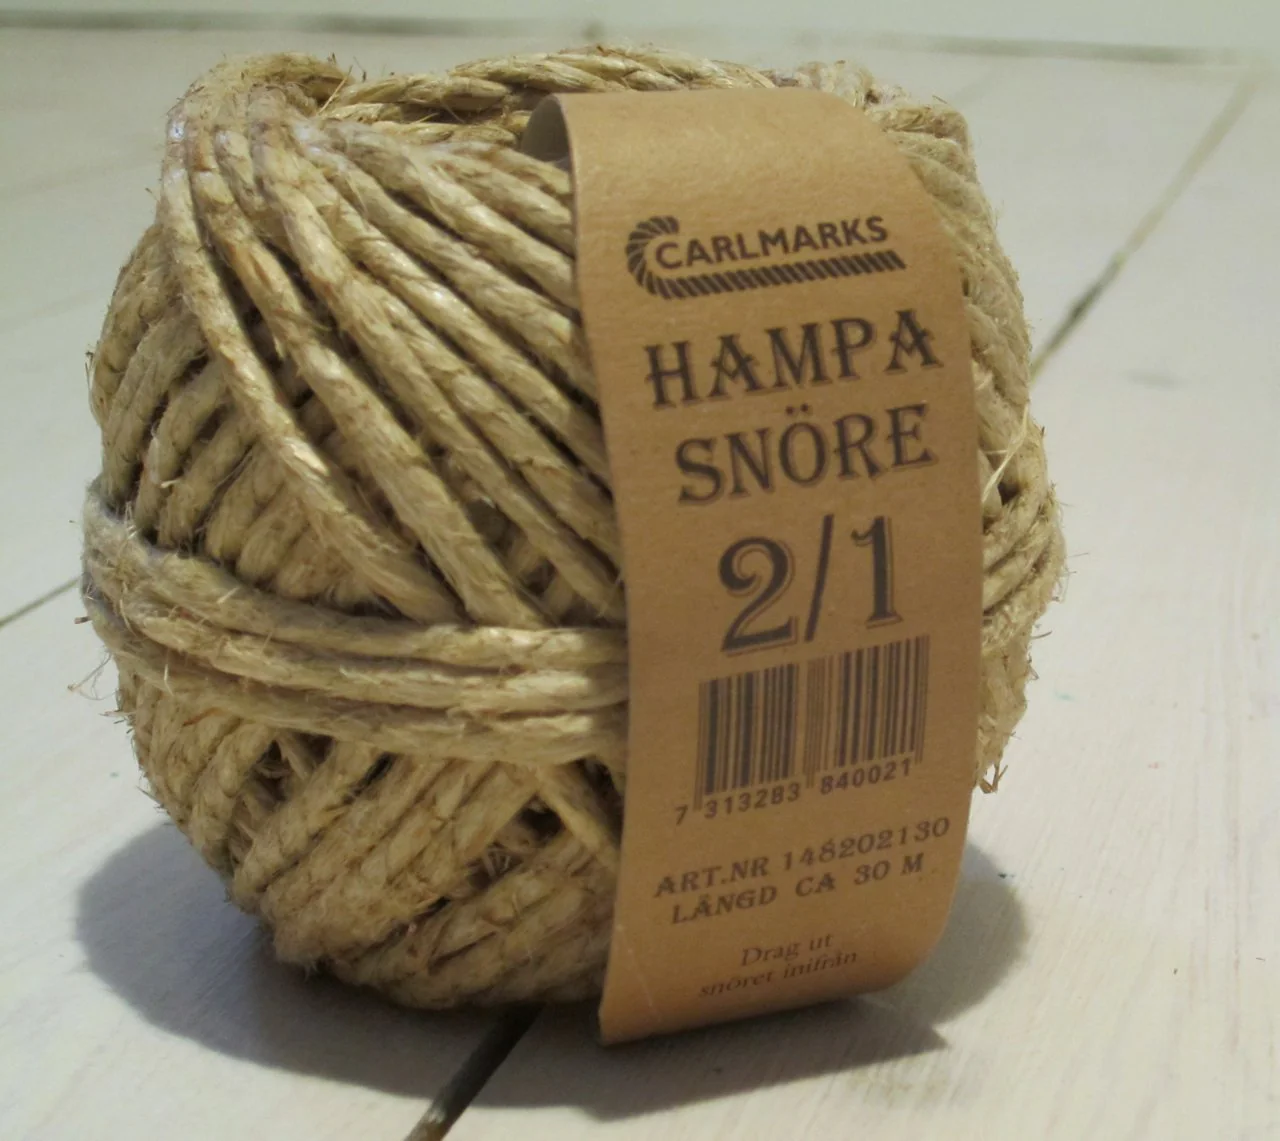 CARLMARKS
HAMPA
SNÖRE
2/1
7 313283 840021
ART.NR 148202130
LÄNGD CA 30 M
Drag ut
snöret inifrån